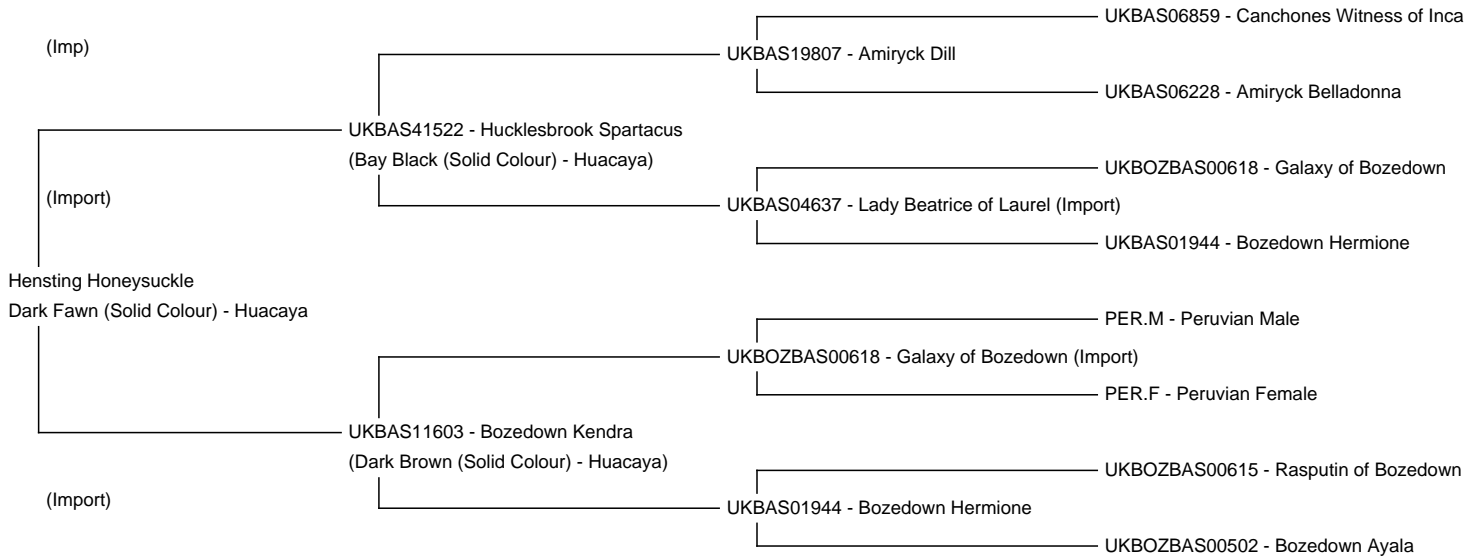 UKBAS06859 - Canchones Witness of Inca
(Imp)
UKBAS19807 - Amiryck Dill
UKBAS06228 - Amiryck Belladonna
UKBAS41522 - Hucklesbrook Spartacus
(Bay Black (Solid Colour) - Huacaya)
UKBOZBAS00618 - Galaxy of Bozedown
(Import)
UKBAS04637 - Lady Beatrice of Laurel (Import)
UKBAS01944 - Bozedown Hermione
Hensting Honeysuckle
Dark Fawn (Solid Colour) - Huacaya
PER.M - Peruvian Male
UKBOZBAS00618 - Galaxy of Bozedown (Import)
PER.F - Peruvian Female
UKBAS11603 - Bozedown Kendra
(Dark Brown (Solid Colour) - Huacaya)
UKBOZBAS00615 - Rasputin of Bozedown
(Import)
UKBAS01944 - Bozedown Hermione
UKBOZBAS00502 - Bozedown Ayala